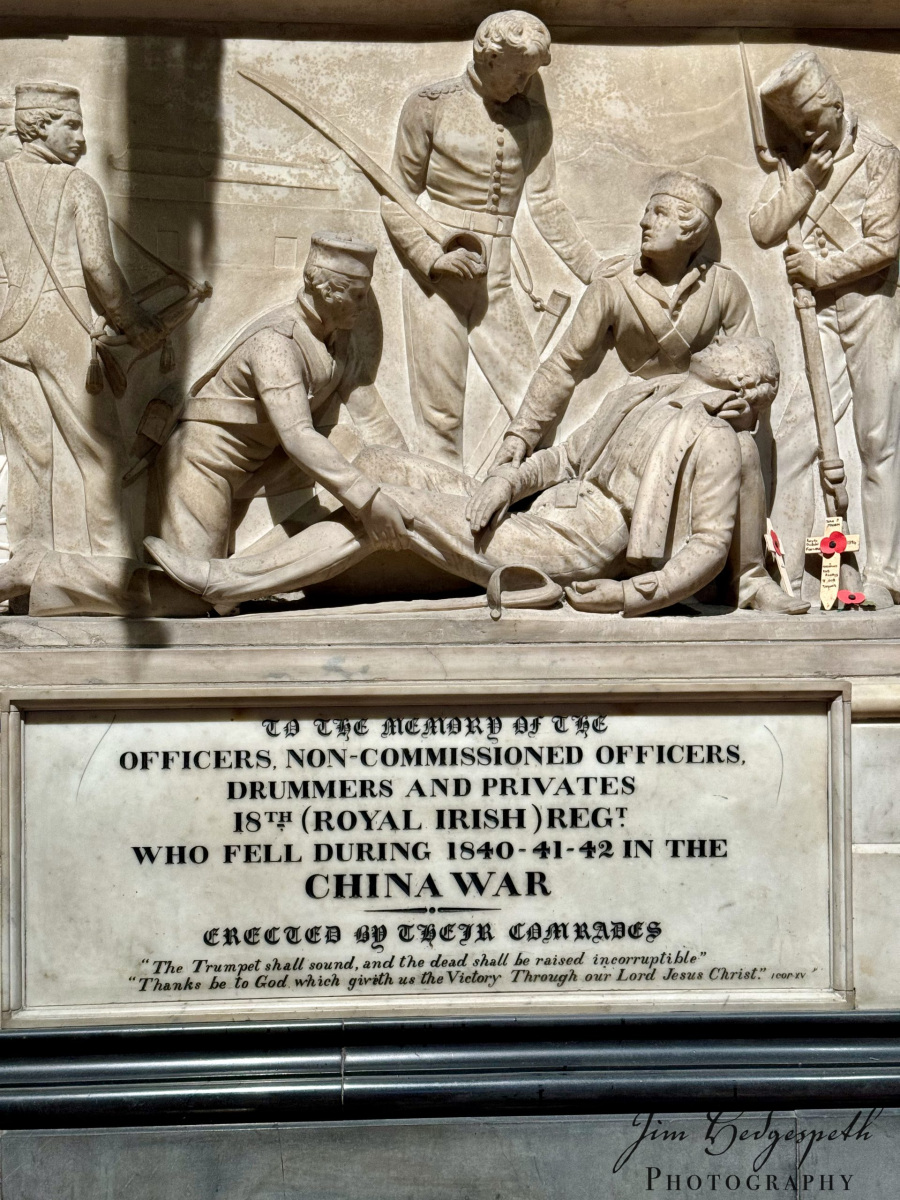 TO THE MEMORY OF THE
OFFICERS, NON-COMMISSIONED OFFICERS,
DRUMMERS AND PRIVATES
18TH (ROYAL IRISH) REGT
WHO FELL DURING 1840-41-42 IN THE
CHINA WAR
ERECTED BY THEIR COMRADES
"The Trumpet shall sound, and the dead shall be raised incorruptible"
"Thanks be to God which giveth us the Victory Through our Lord Jesus Christ." 1 COR XV
Jim Hedgespeth
PHOTOGRAPHY